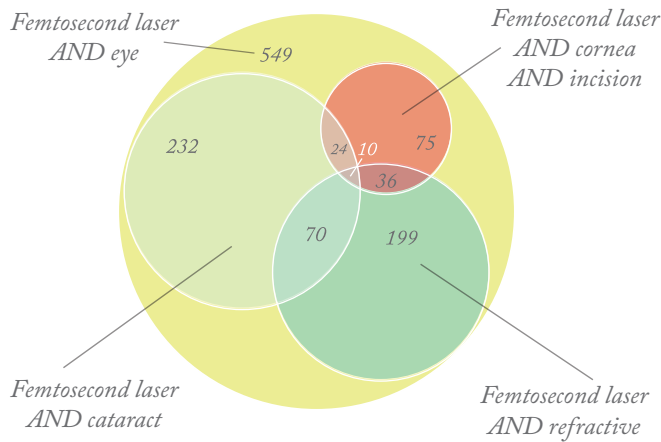 Femtosecond laser
AND eye
549
Femtosecond laser
AND cornea
AND incision
232
24
10
75
36
70
199
Femtosecond laser
AND cataract
Femtosecond laser
AND refractive